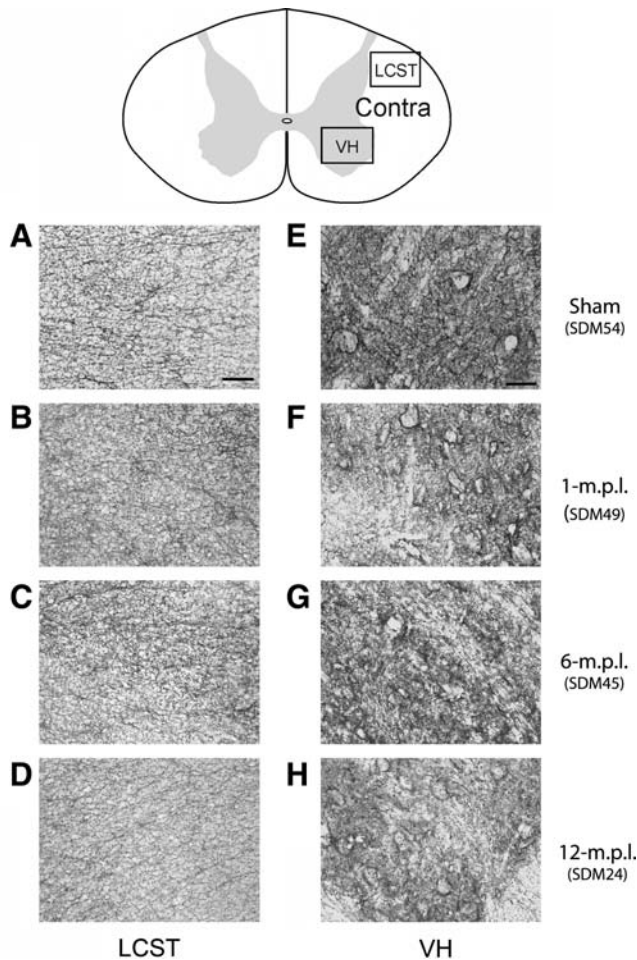 LCST
Contra
VH
A
E
Sham
(SDM54)
B
F
1-m.p.l.
(SDM49)
C
G
6-m.p.l.
(SDM45)
D
H
12-m.p.l.
(SDM24)
LCST
VH